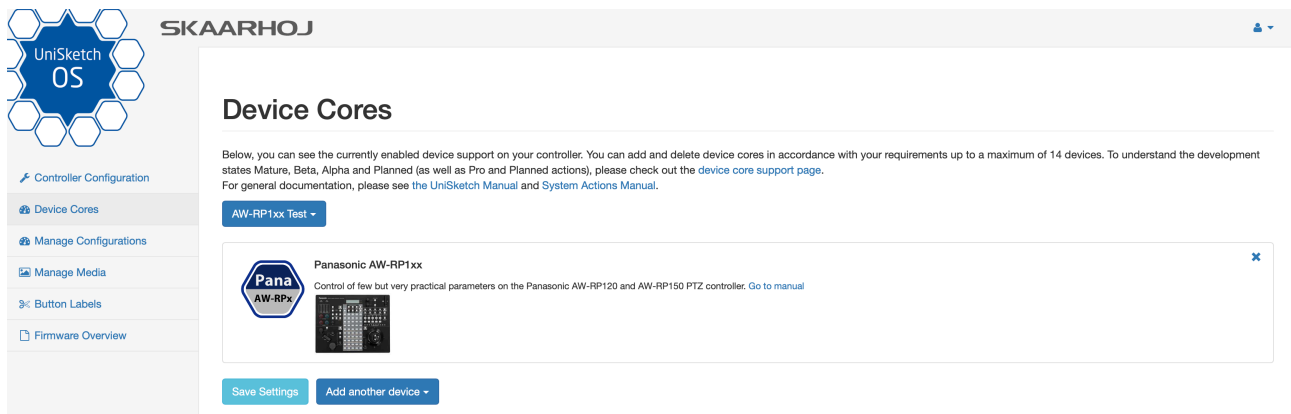 UniSketch
OS
SKAARHOJ
Controller Configuration
Device Cores
Manage Configurations
Manage Media
Button Labels
Firmware Overview
Device Cores
Below, you can see the currently enabled device support on your controller. You can add and delete device cores in accordance with your requirements up to a maximum of 14 devices. To understand the development
states Mature, Beta, Alpha and Planned (as well as Pro and Planned actions), please check out the device core support page.
For general documentation, please see the UniSketch Manual and System Actions Manual.
AW-RP1xx Test
Pana
AW-RPx
Panasonic AW-RP1xx
Control of few but very practical parameters on the Panasonic AW-RP120 and AW-RP150 PTZ controller. Go to manual
Save Settings
Add another device